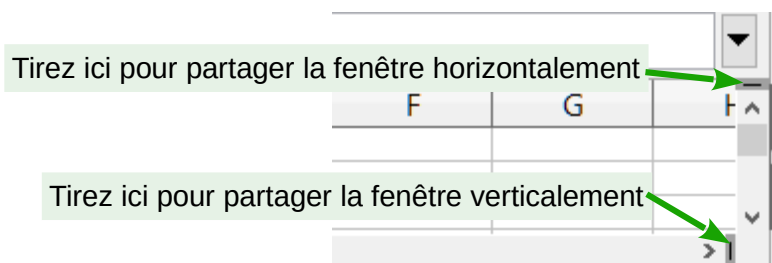 Tirez ici pour partager la fenêtre horizontalement
F G H
Tirez ici pour partager la fenêtre verticalement